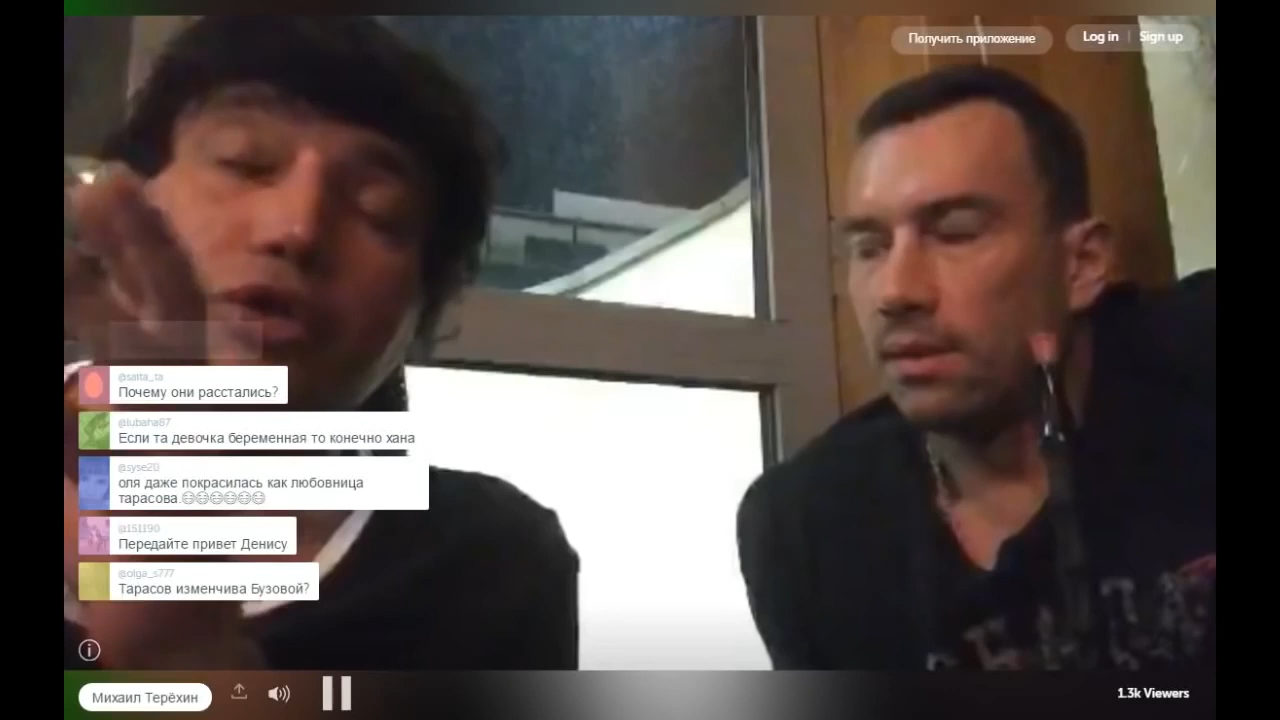 Получить приложение
Log in | Sign up
@satta_ta
Почему они расстались?
@lubaha87
Если та девочка беременная то конечно хана
@syse20
оля даже покрасилась как любовница
тарасова.😂😂😂😂😂😂
@151190
Передайте привет Денису
@olga_s777
Тарасов изменчива Бузовой?
Михаил Терёхин
1.3k Viewers